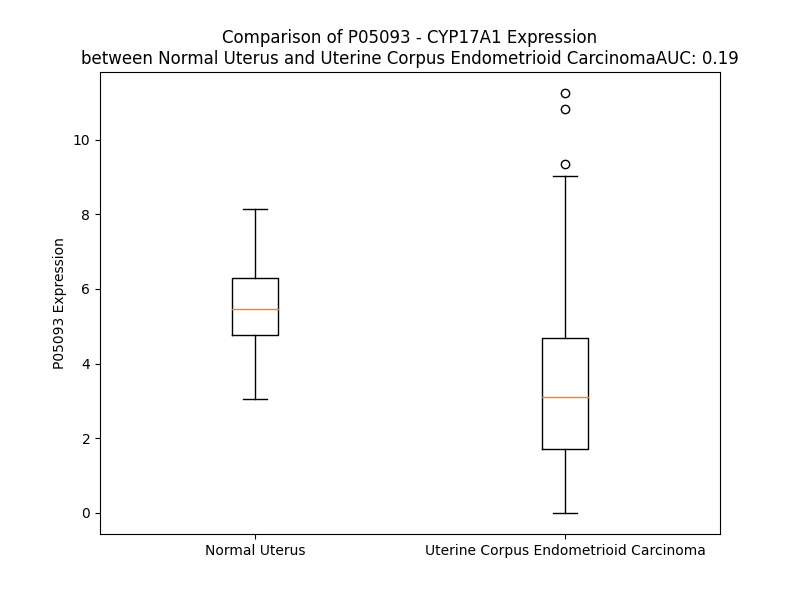 Comparison of P05093 - CYP17A1 Expression
between Normal Uterus and Uterine Corpus Endometrioid CarcinomaAUC: 0.19
P05093 Expression
10
8
6
4
2
0
Normal Uterus
Uterine Corpus Endometrioid Carcinoma